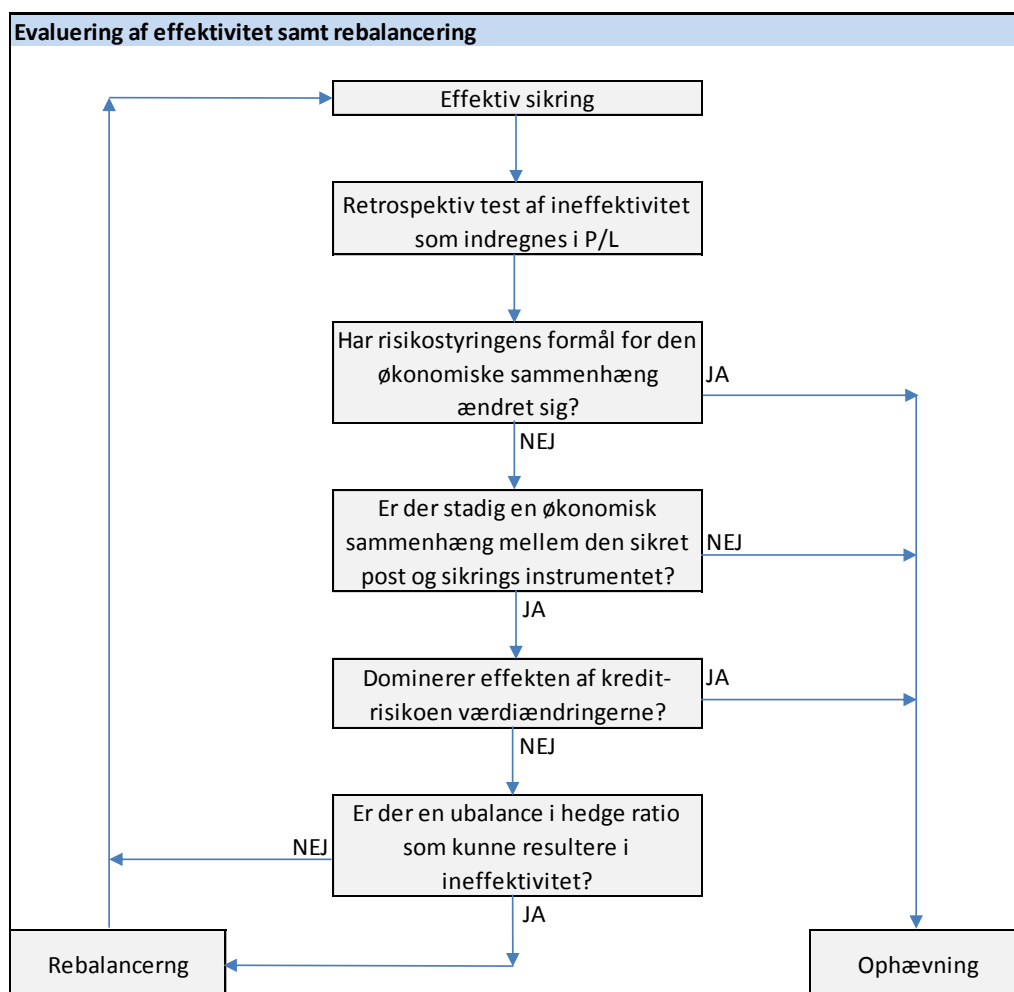 Evaluering af effektivitet samt rebalancering
Effektiv sikring
Retrospektiv test af ineffektivitet
som indregnes i P/L
Har risikostyringens formål for den
økonomiske sammenhæng
ændret sig?
JA
NEJ
Er der stadig en økonomisk
sammenhæng mellem den sikret
post og sikrings instrumentet?
NEJ
JA
Dominerer effekten af kredit-
risikoen værdiændringerne?
JA
NEJ
Er der en ubalance i hedge ratio
som kunne resultere i
ineffektivitet?
NEJ
JA
Rebalancerng
Ophævning